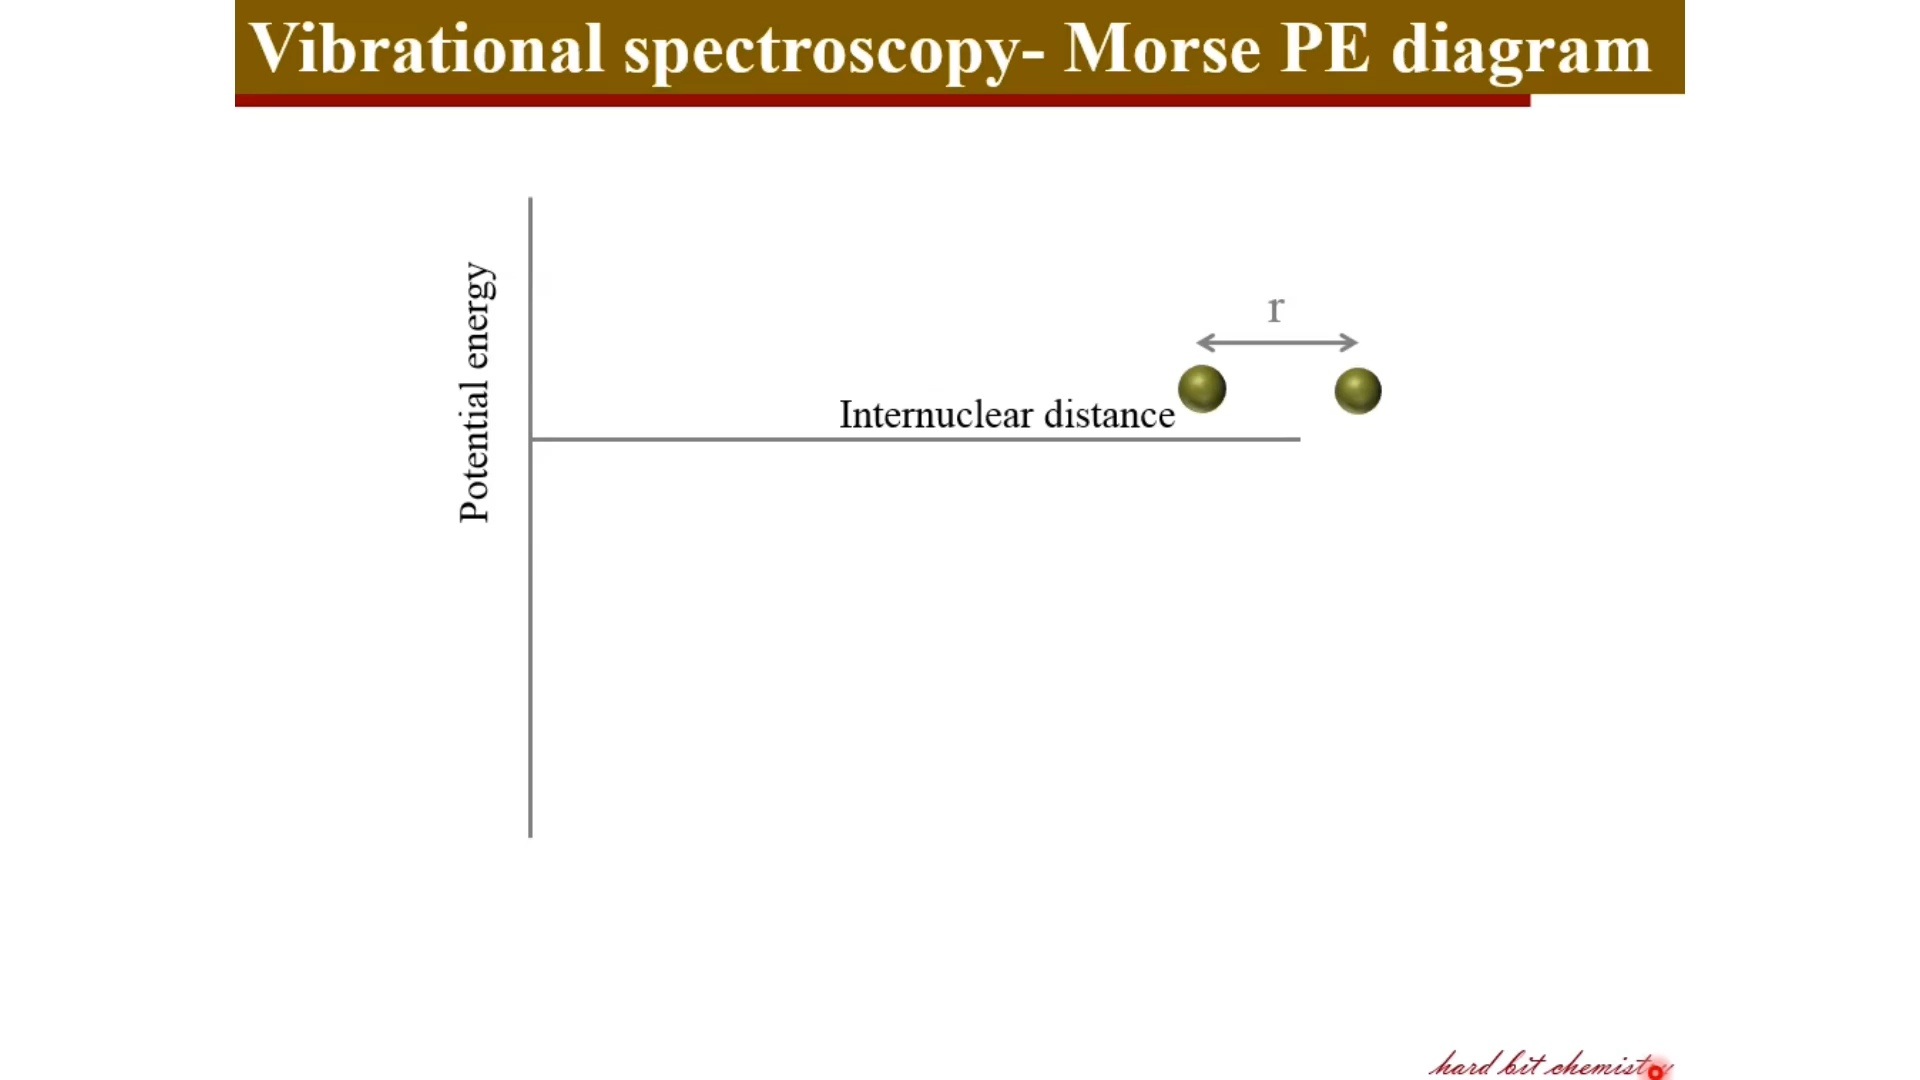 Vibrational spectroscopy- Morse PE diagram
Potential energy
r
Internuclear distance
hard bit chemistry